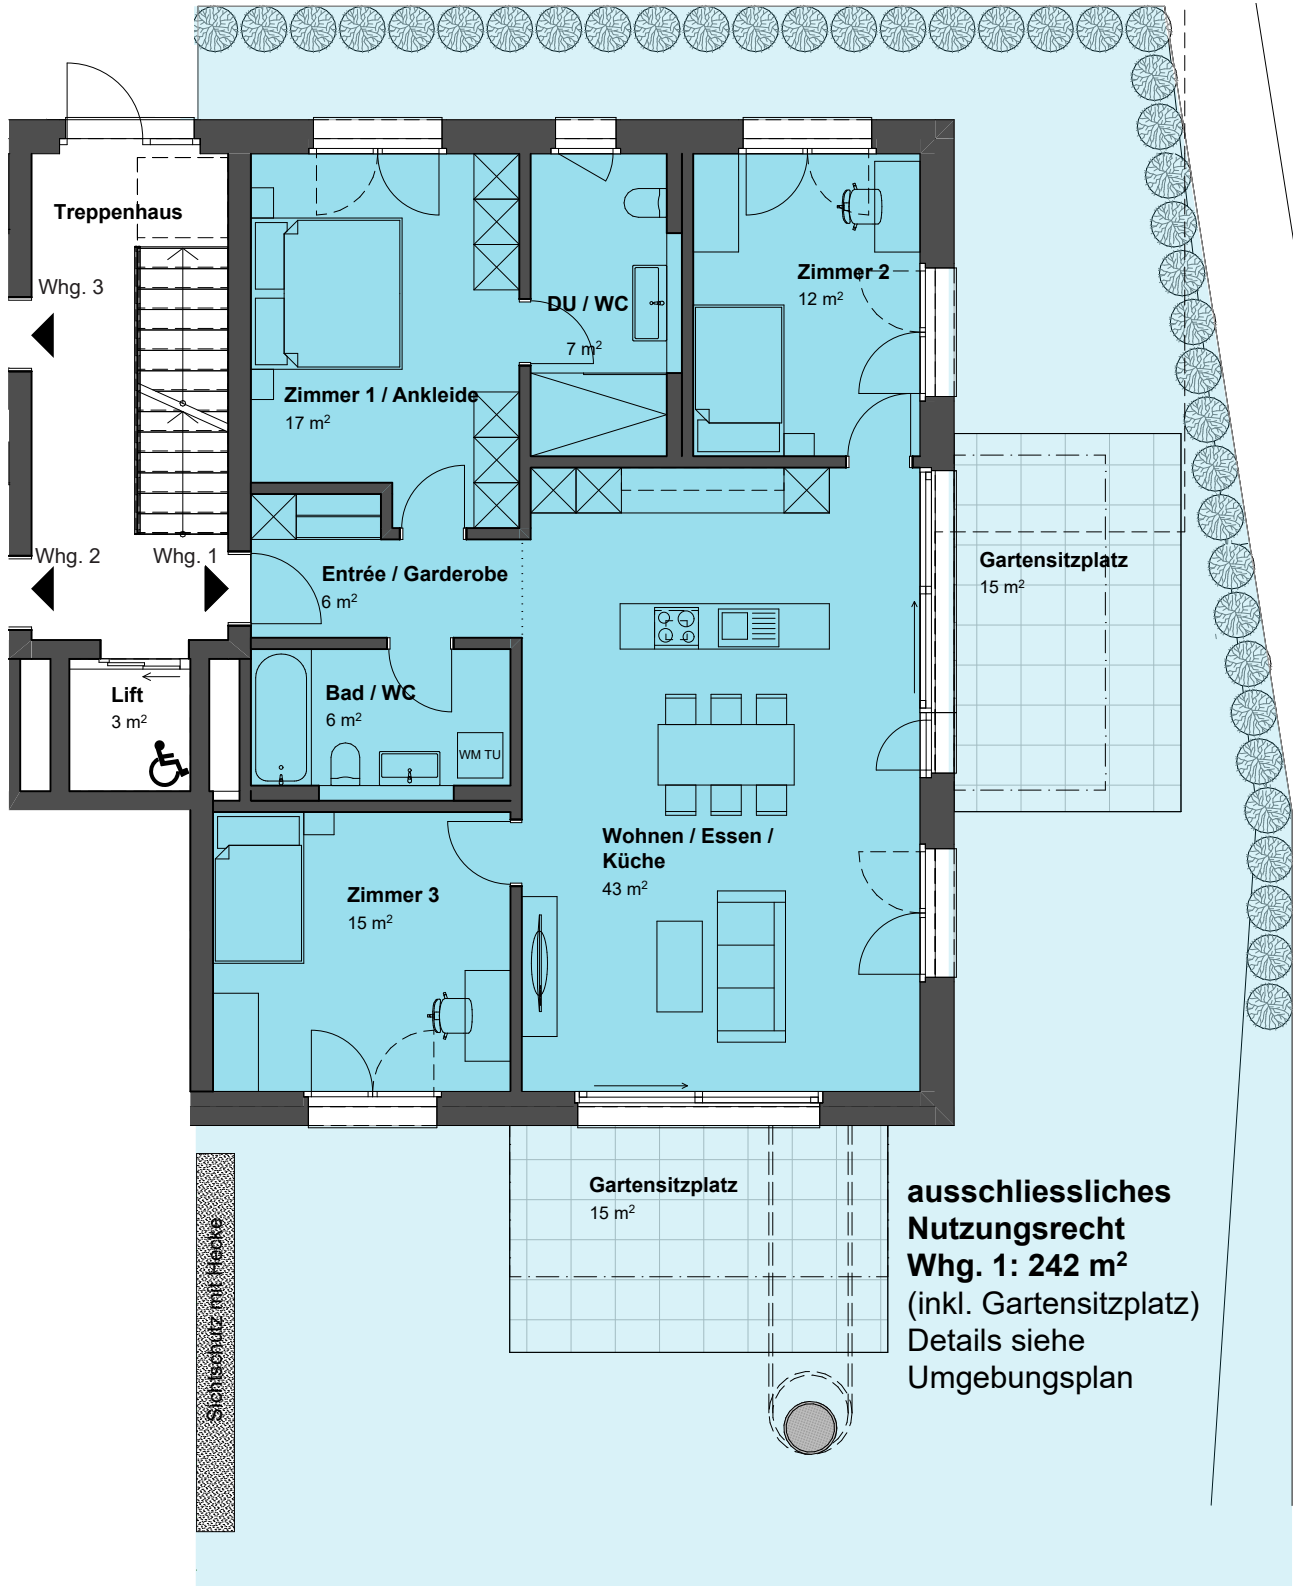 Treppenhaus
Whg. 3
Whg. 2
Whg. 1
Zimmer 1 / Ankleide
17 m²
DU / WC
7 m²
Zimmer 2
12 m²
Entrée / Garderobe
6 m²
Gartensitzplatz
15 m²
Lift
3 m²
Bad / WC
6 m²
WM TU
Wohnen / Essen /
Küche
43 m²
Zimmer 3
15 m²
Gartensitzplatz
15 m²
Sichtschutz mit Hecke
ausschliessliches
Nutzungsrecht
Whg. 1: 242 m²
(inkl. Gartensitzplatz)
Details siehe
Umgebungsplan